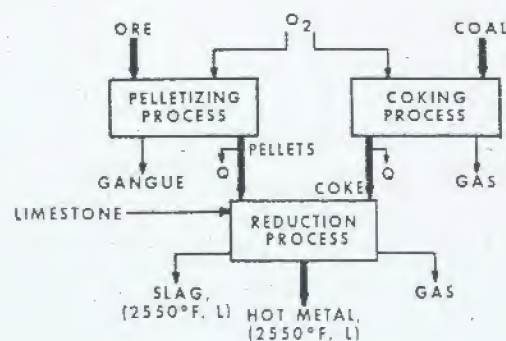 ORE
O2
COAL
PELLETIZING
PROCESS
COKING
PROCESS
PELLETS
GANGUE
Q
COKE
Q
GAS
LIMESTONE
REDUCTION
PROCESS
SLAG,
(2550°F, L)
HOT METAL,
(2550°F, L)
GAS